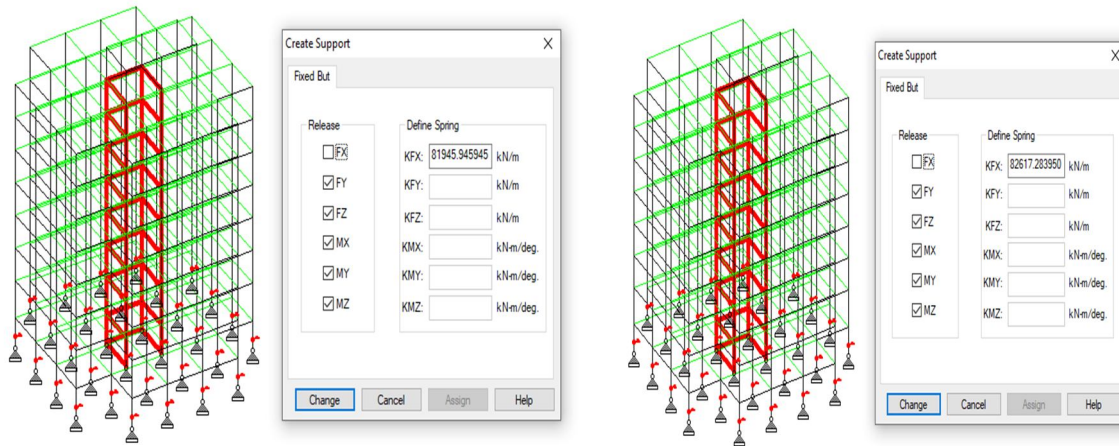 Create Support
Fixed But
Release
FX
FY
FZ
MX
MY
MZ
Define Spring
KFX: 81945.945945 kN/m
KFY: kN/m
KFZ: kN/m
KMX: kN-m/deg.
KMY: kN-m/deg.
KMZ: kN-m/deg.
Change Cancel Assign Help
Create Support
Fixed But
Release
FX
FY
FZ
MX
MY
MZ
Define Spring
KFX: 82617.283950 kN/m
KFY: kN/m
KFZ: kN/m
KMX: kN-m/deg.
KMY: kN-m/deg.
KMZ: kN-m/deg.
Change Cancel Assign Help